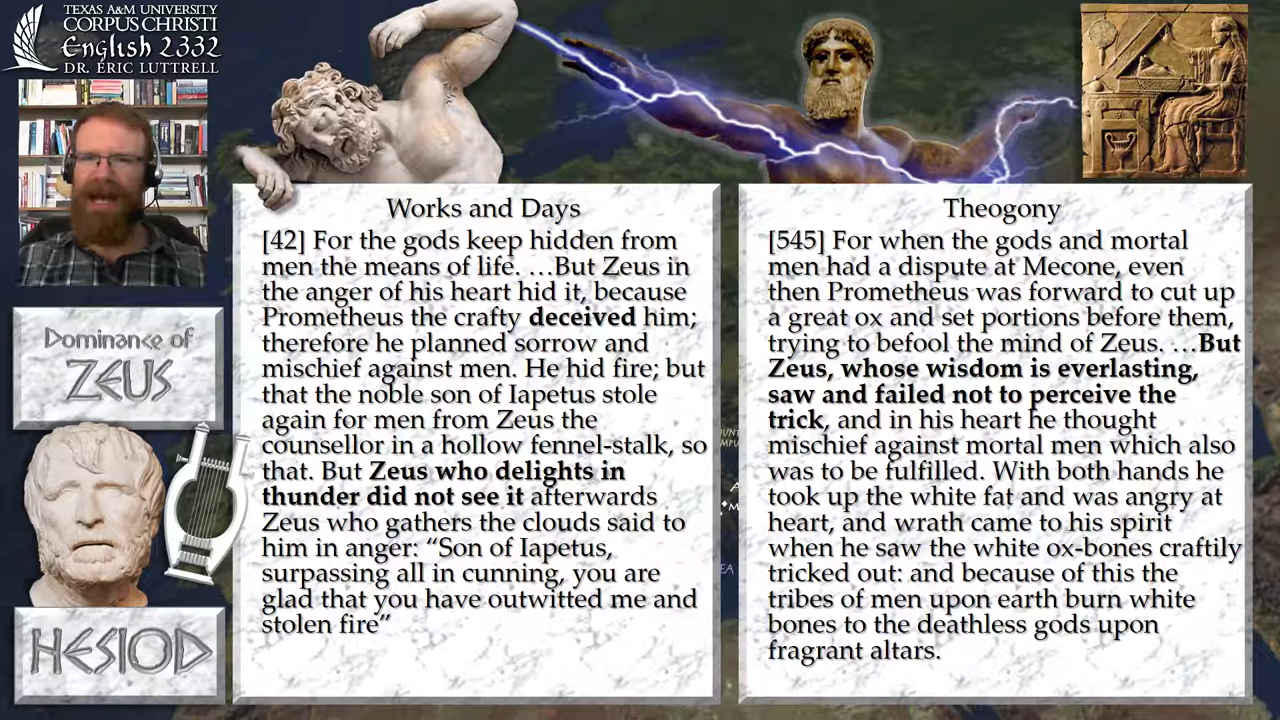 TEXAS A&M UNIVERSITY
CORPUS CHRISTI
English 2332
DR. ERIC LUTTRELL
Dominance of
ZEUS
HESIOD
Works and Days
[42] For the gods keep hidden from
men the means of life. …But Zeus in
the anger of his heart hid it, because
Prometheus the crafty deceived him;
therefore he planned sorrow and
mischief against men. He hid fire; but
that the noble son of Iapetus stole
again for men from Zeus the
counsellor in a hollow fennel-stalk, so
that. But Zeus who delights in
thunder did not see it afterwards
Zeus who gathers the clouds said to
him in anger: “Son of Iapetus,
surpassing all in cunning, you are
glad that you have outwitted me and
stolen fire”
Theogony
[545] For when the gods and mortal
men had a dispute at Mecone, even
then Prometheus was forward to cut up
a great ox and set portions before them,
trying to befool the mind of Zeus. …But
Zeus, whose wisdom is everlasting,
saw and failed not to perceive the
trick, and in his heart he thought
mischief against mortal men which also
was to be fulfilled. With both hands he
took up the white fat and was angry at
heart, and wrath came to his spirit
when he saw the white ox-bones craftily
tricked out: and because of this the
tribes of men upon earth burn white
bones to the deathless gods upon
fragrant altars.